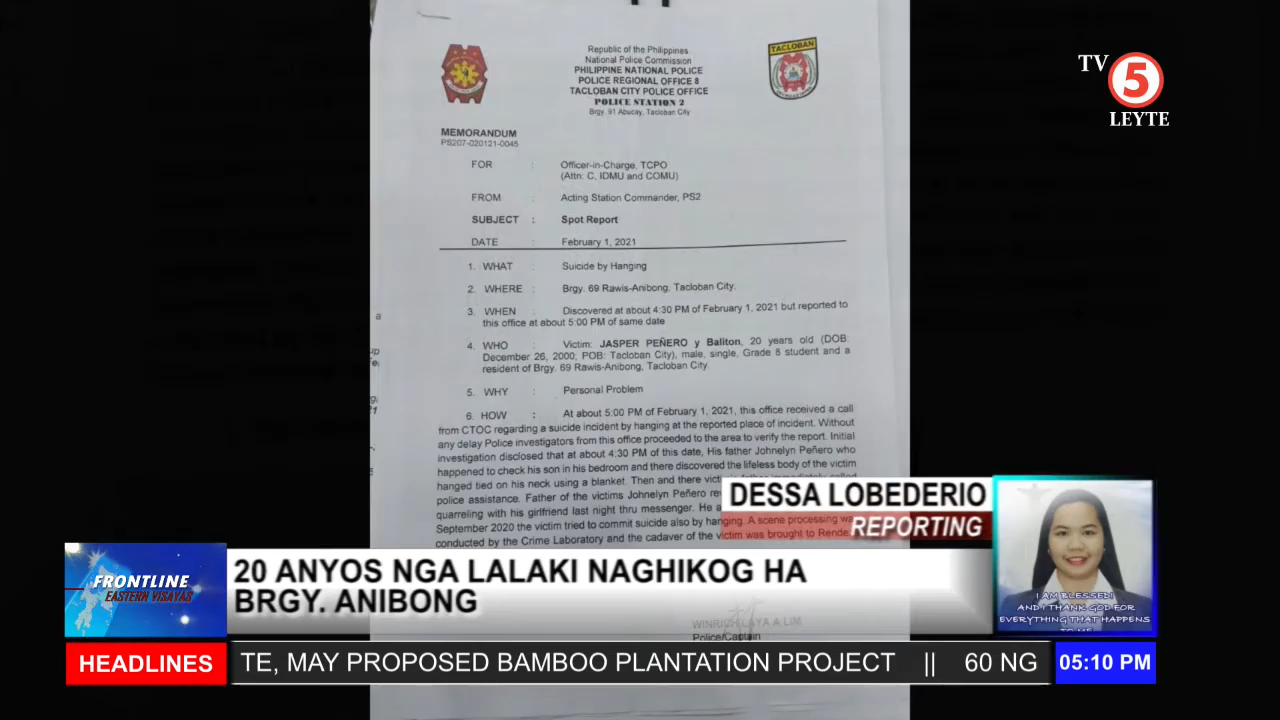 Republic of the Philippines
National Police Commission
PHILIPPINE NATIONAL POLICE
POLICE REGIONAL OFFICE 8
TACLOBAN CITY POLICE OFFICE
POLICE STATION 2
Brgy. 91 Abucay, Tacloban City
TACLOBAN
TV 5
LEYTE
MEMORANDUM
PS207-020121-0045
FOR : Officer-in-Charge, TCPO
(Attn: C, IDMU and COMU)
FROM : Acting Station Commander, PS2
SUBJECT : Spot Report
DATE : February 1, 2021
1. WHAT : Suicide by Hanging
2. WHERE : Brgy. 69 Rawis-Anibong, Tacloban City.
3. WHEN : Discovered at about 4:30 PM of February 1, 2021 but reported to
this office at about 5:00 PM of same date
4. WHO : Victim: JASPER PEÑERO y Baliton, 20 years old (DOB:
December 26, 2000; POB: Tacloban City), male, single, Grade 8 student and a
resident of Brgy. 69 Rawis-Anibong, Tacloban City.
5. WHY : Personal Problem
6. HOW : At about 5:00 PM of February 1, 2021, this office received a call
from CTOC regarding a suicide incident by hanging at the reported place of incident. Without
any delay Police investigators from this office proceeded to the area to verify the report. Initial
investigation disclosed that at about 4:30 PM of this date, His father Johnelyn Peñero who
happened to check his son in his bedroom and there discovered the lifeless body of the victim
hanged tied on his neck using a blanket. Then and there
police assistance. Father of the victims Johnelyn Peñero
quarreling with his girlfriend last night thru messenger. He
September 2020 the victim tried to commit suicide also by hanging. A scene processing
conducted by the Crime Laboratory and the cadaver of the victim was brought to
Police/Captain
DESSA LOBEDERIO
REPORTING
I AM BLESSED!
AND I THANK GOD FOR
EVERYTHING THAT HAPPENS
TO ME!
FRONTLINE
EASTERN VISAYAS
20 ANYOS NGA LALAKI NAGHIKOG HA
BRGY. ANIBONG
HEADLINES
TE, MAY PROPOSED BAMBOO PLANTATION PROJECT || 60 NG
05:10 PM